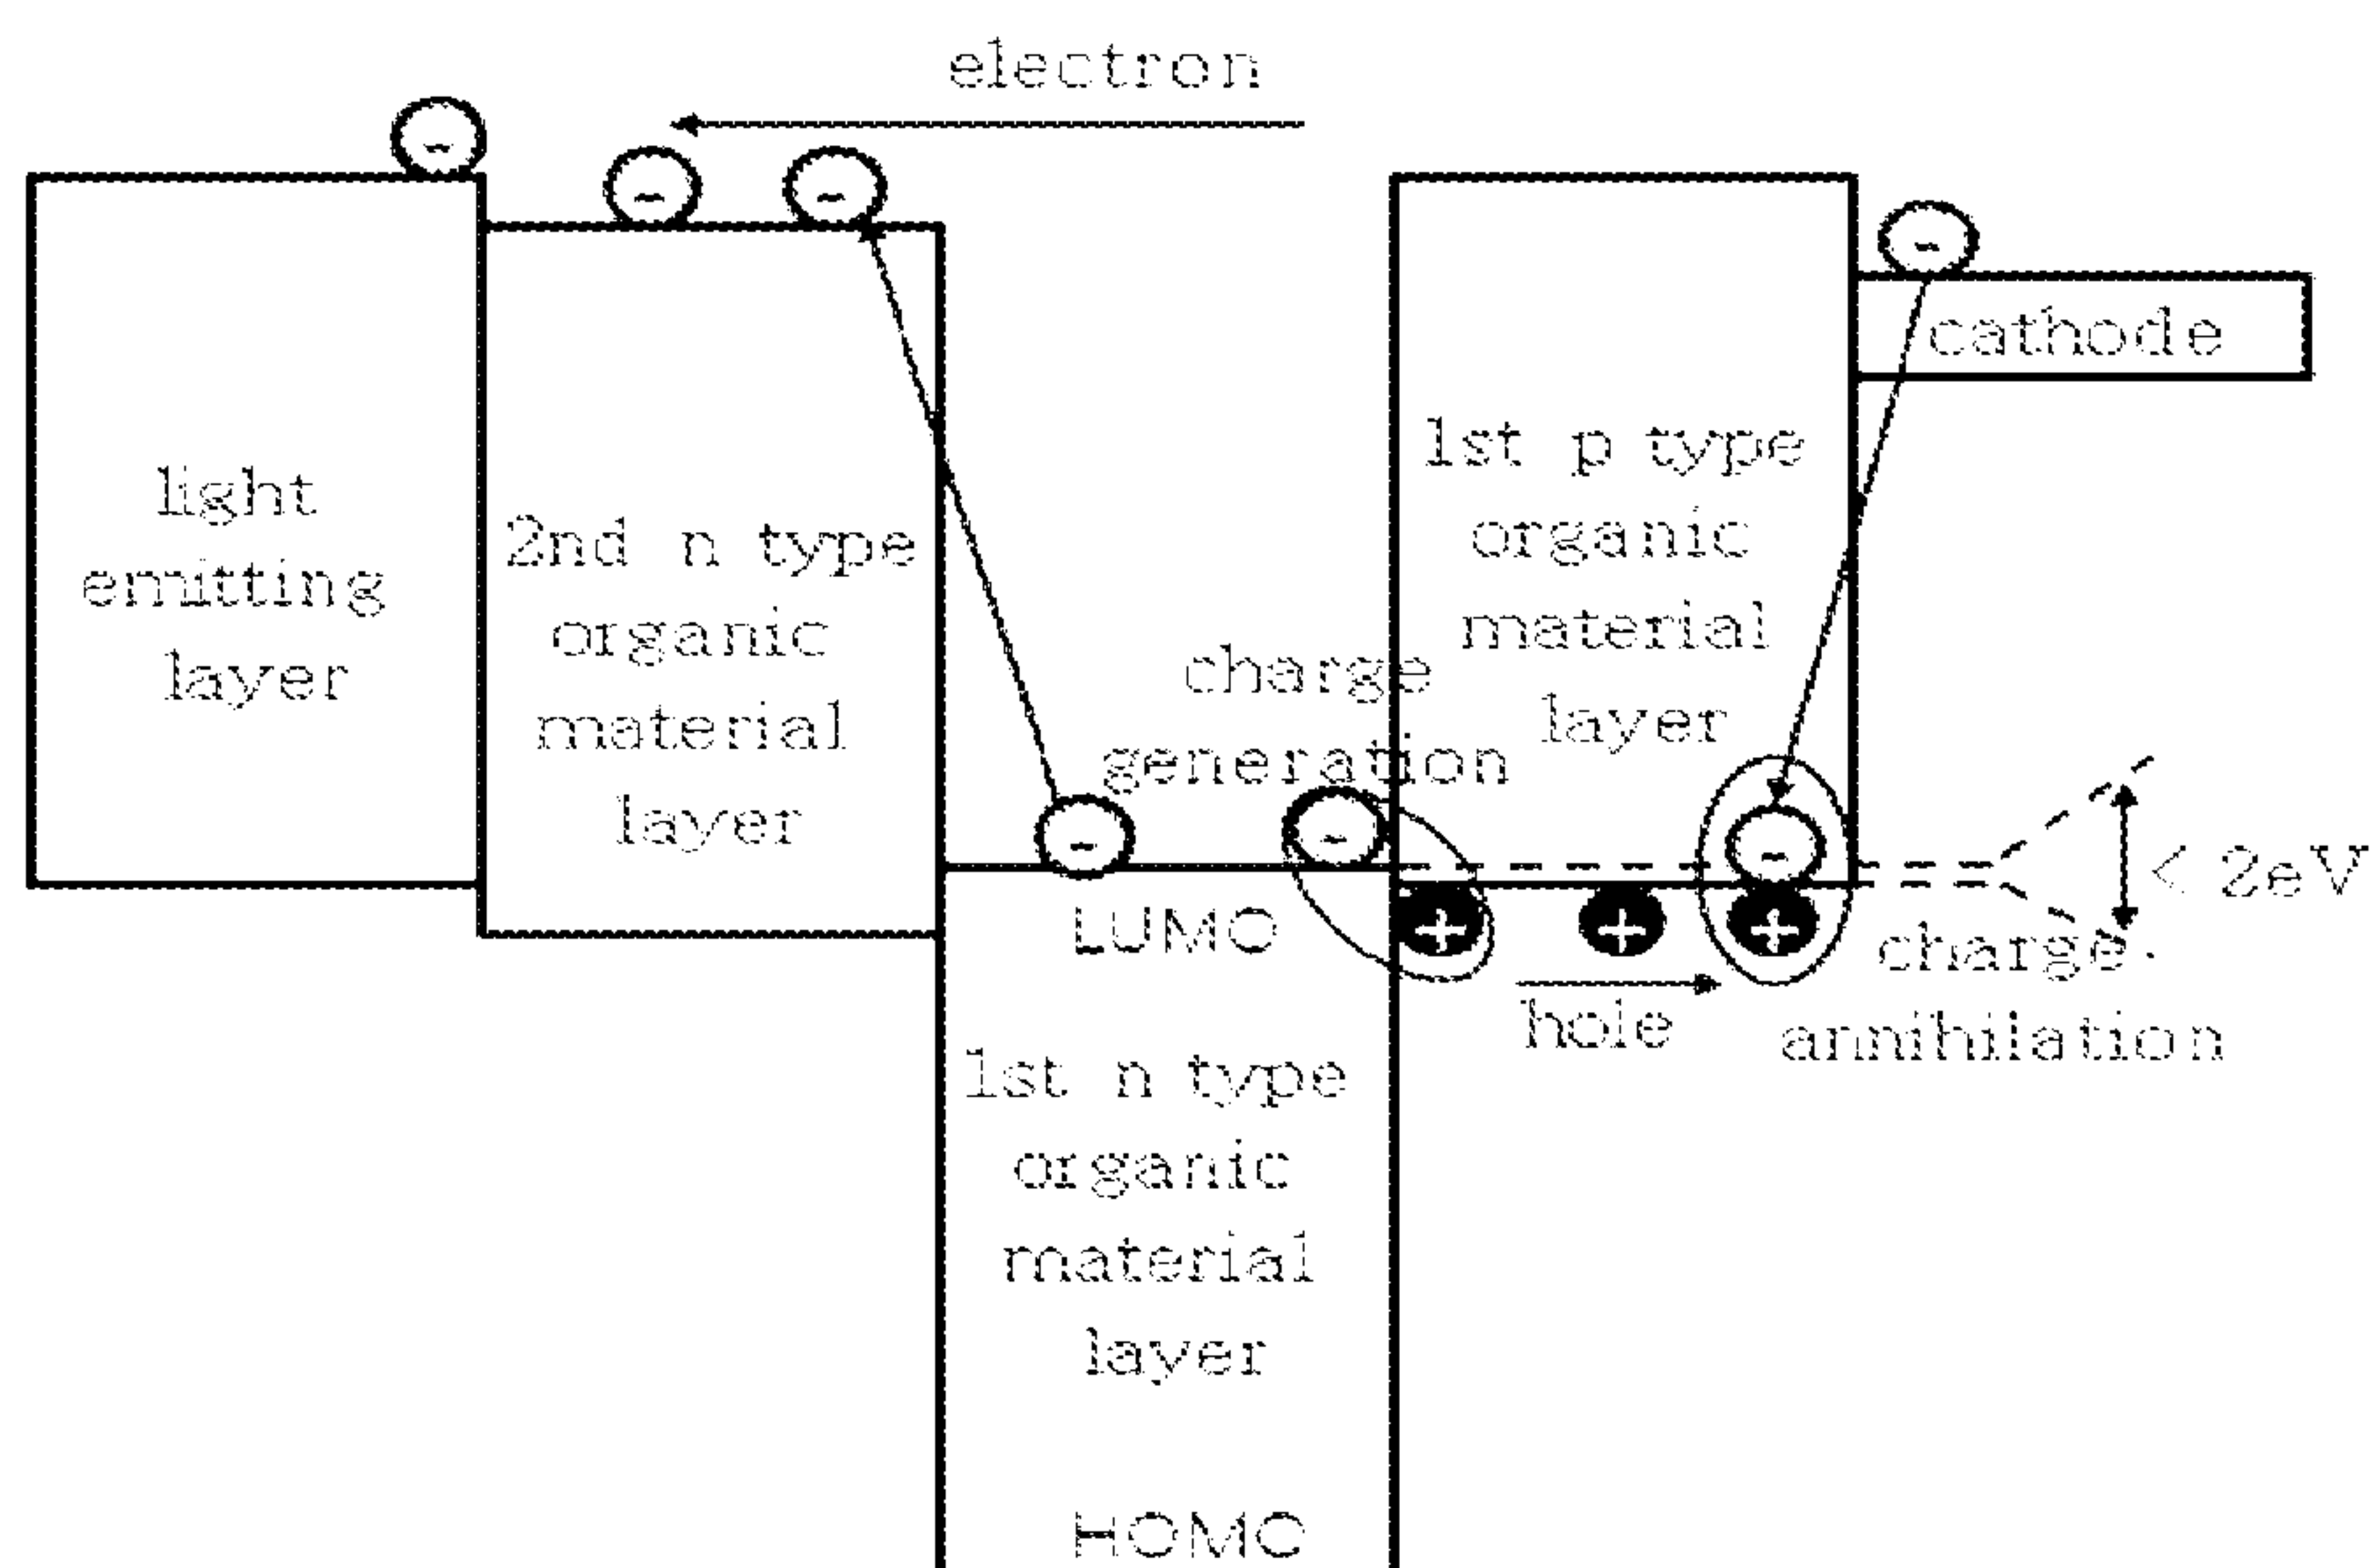 electron
cathode
light
emitting
layer
2nd n type
organic
material
layer
charge
generation
1st p type
organic
material
layer
< 2eV
LUMO
hole
charge
annihilation
1st n type
organic
material
layer
HOMO